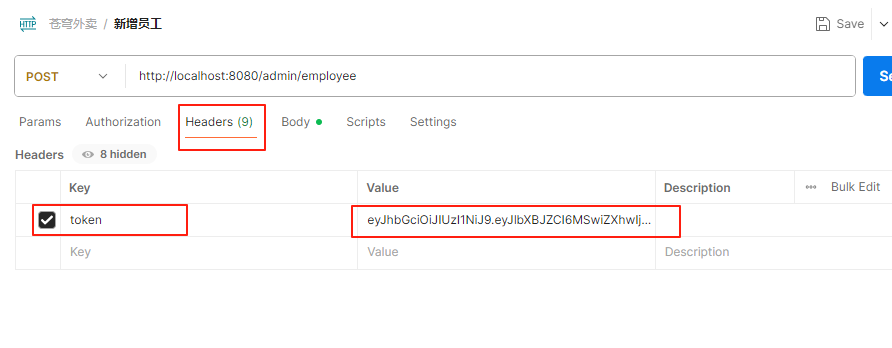 HTTP 苍穹外卖 / 新增员工 Save
POST http://localhost:8080/admin/employee Se
Params Authorization Headers (9) Body Scripts Settings
Headers 8 hidden
Key Value Description Bulk Edit
token eyJhbGciOiJIUzI1NiJ9.eyJlbXBJZCI6MSwiZXhwIj...
Key Value Description